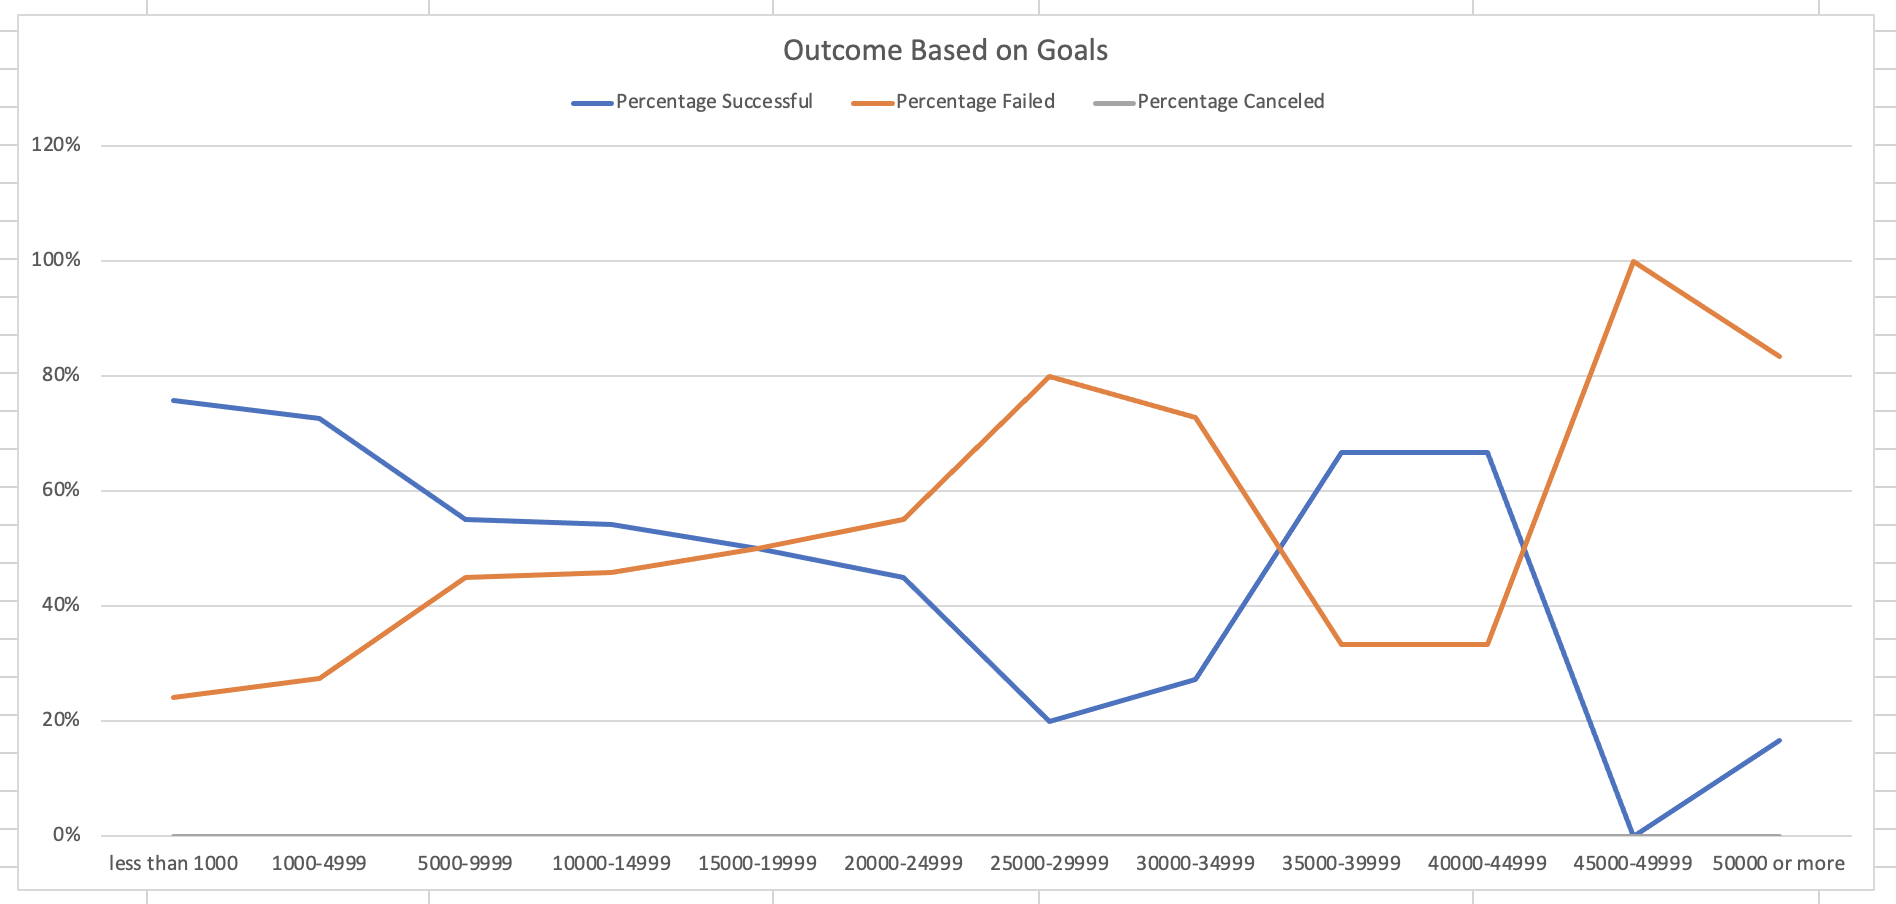 Outcome Based on Goals
Percentage Successful Percentage Failed Percentage Canceled
120%
100%
80%
60%
40%
20%
0%
less than 1000 1000-4999 5000-9999 10000-14999 15000-19999 20000-24999 25000-29999 30000-34999 35000-39999 40000-44999 45000-49999 50000 or more